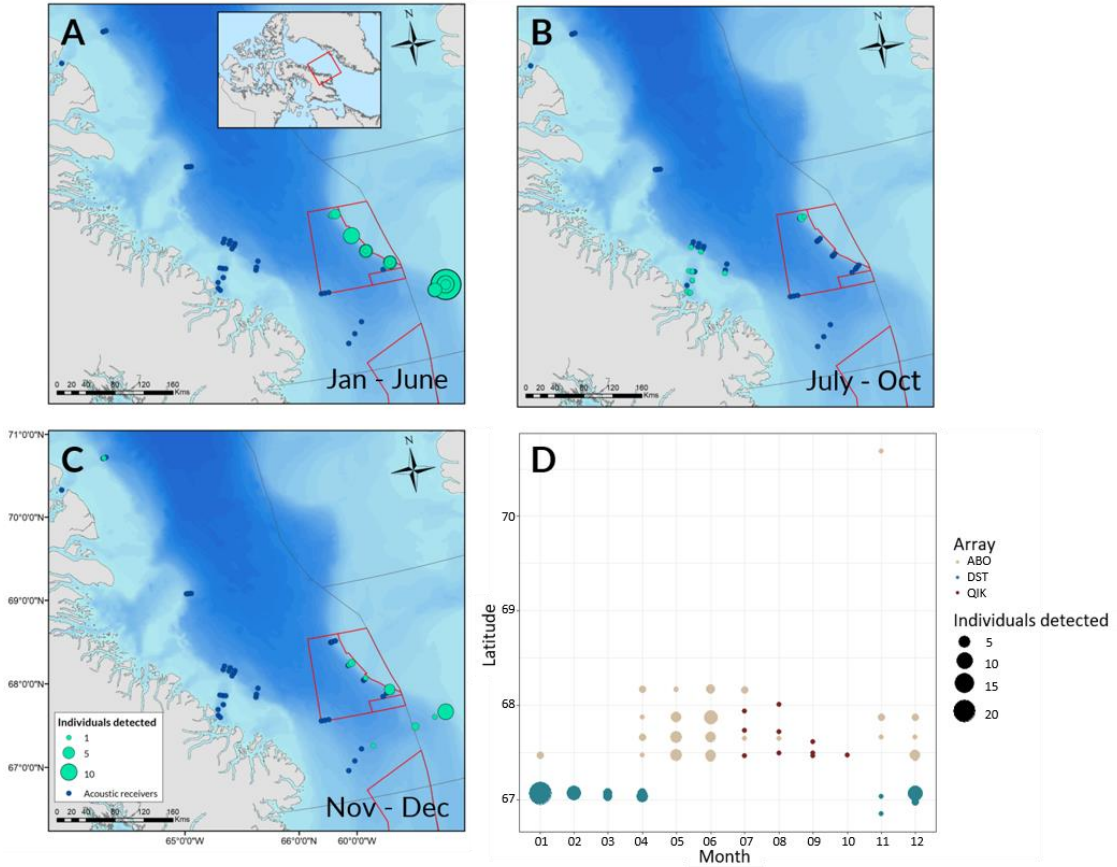 A
N
Jan - June
0 20 40 80 120 160
Kms
B
N
July - Oct
0 20 40 80 120 160
Kms
C
N
71°0'0"N
70°0'0"N
69°0'0"N
68°0'0"N
67°0'0"N
Individuals detected
1
5
10
Acoustic receivers
Nov - Dec
0 20 40 80 120 160
Kms
65°0'0"W
66°0'0"W
60°0'0"W
D
Latitude
70
69
68
67
01 02 03 04 05 06 07 08 09 10 11 12
Month
Array
ABO
DST
QIK
Individuals detected
5
10
15
20